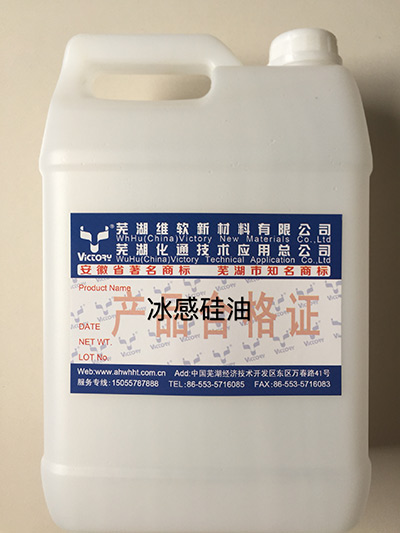 芜湖维软新材料有限公司
WhHu(China)Victory New Materials Co.,Ltd
芜湖化通技术应用总公司
WuHu(China)Victory Technical Application Co.,Ltd
VICTORY
安徽省著名商标 芜湖市知名商标
Product Name
冰感硅油
产品合格证
DATE
NET WT.
LOT No.
VICTORY
VICTORY
Web:www.ahwhht.com.cn Add:中国芜湖经济技术开发区东区万春路41号
服务专线:15055787888 TEL:86-553-5716085 FAX:86-553-5716083